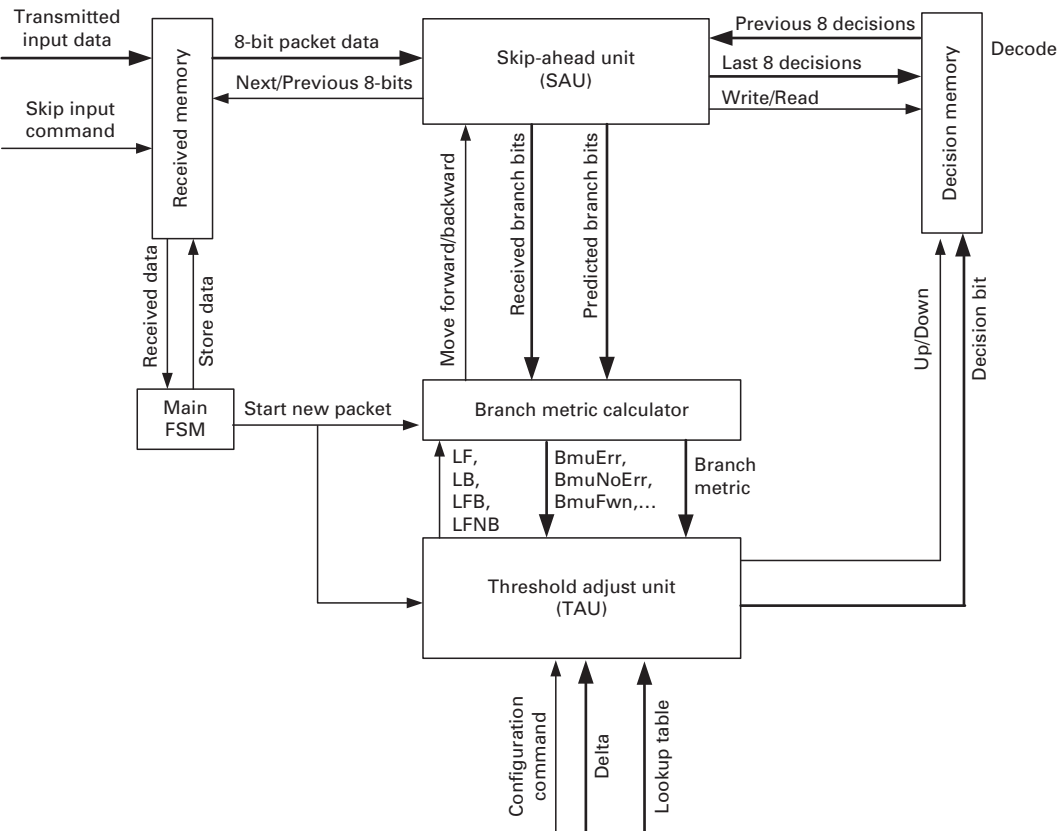 Transmitted
input data
Skip input
command
Received memory
8-bit packet data
Next/Previous 8-bits
Skip-ahead unit
(SAU)
Previous 8 decisions
Last 8 decisions
Write/Read
Decision memory
Decode
Received data
Store data
Move forward/backward
Received branch bits
Predicted branch bits
Up/Down
Decision bit
Main
FSM
Start new packet
Branch metric calculator
LF,
LB,
LFB,
LFNB
BmuErr,
BmuNoErr,
BmuFwn,...
Branch
metric
Threshold adjust unit
(TAU)
Configuration
command
Delta
Lookup table